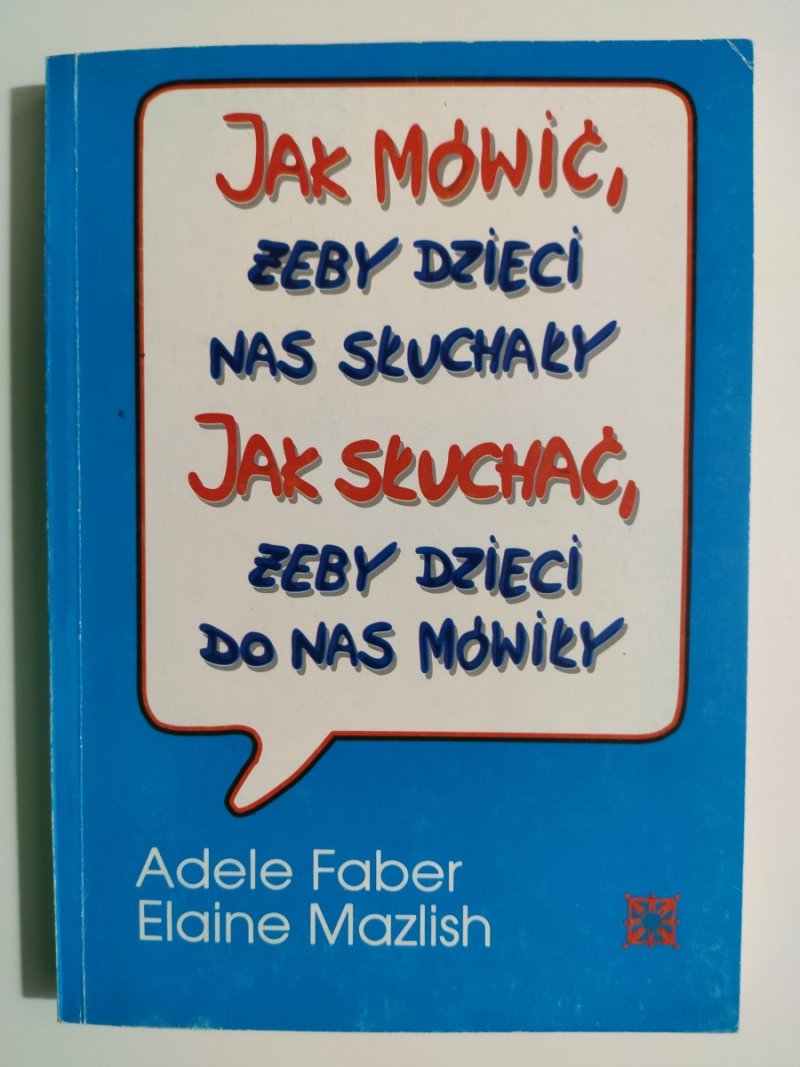 JAK MÓWIĆ,
ŻEBY DZIECI
NAS SŁUCHAŁY
JAK SŁUCHAĆ,
ŻEBY DZIECI
DO NAS MÓWIŁY
Adele Faber
Elaine Mazlish